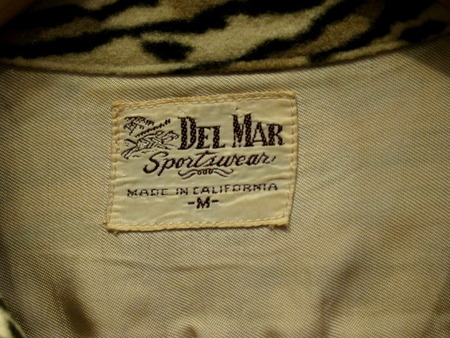 DEL MAR
Sportswear
MADE IN CALIFORNIA
-M-